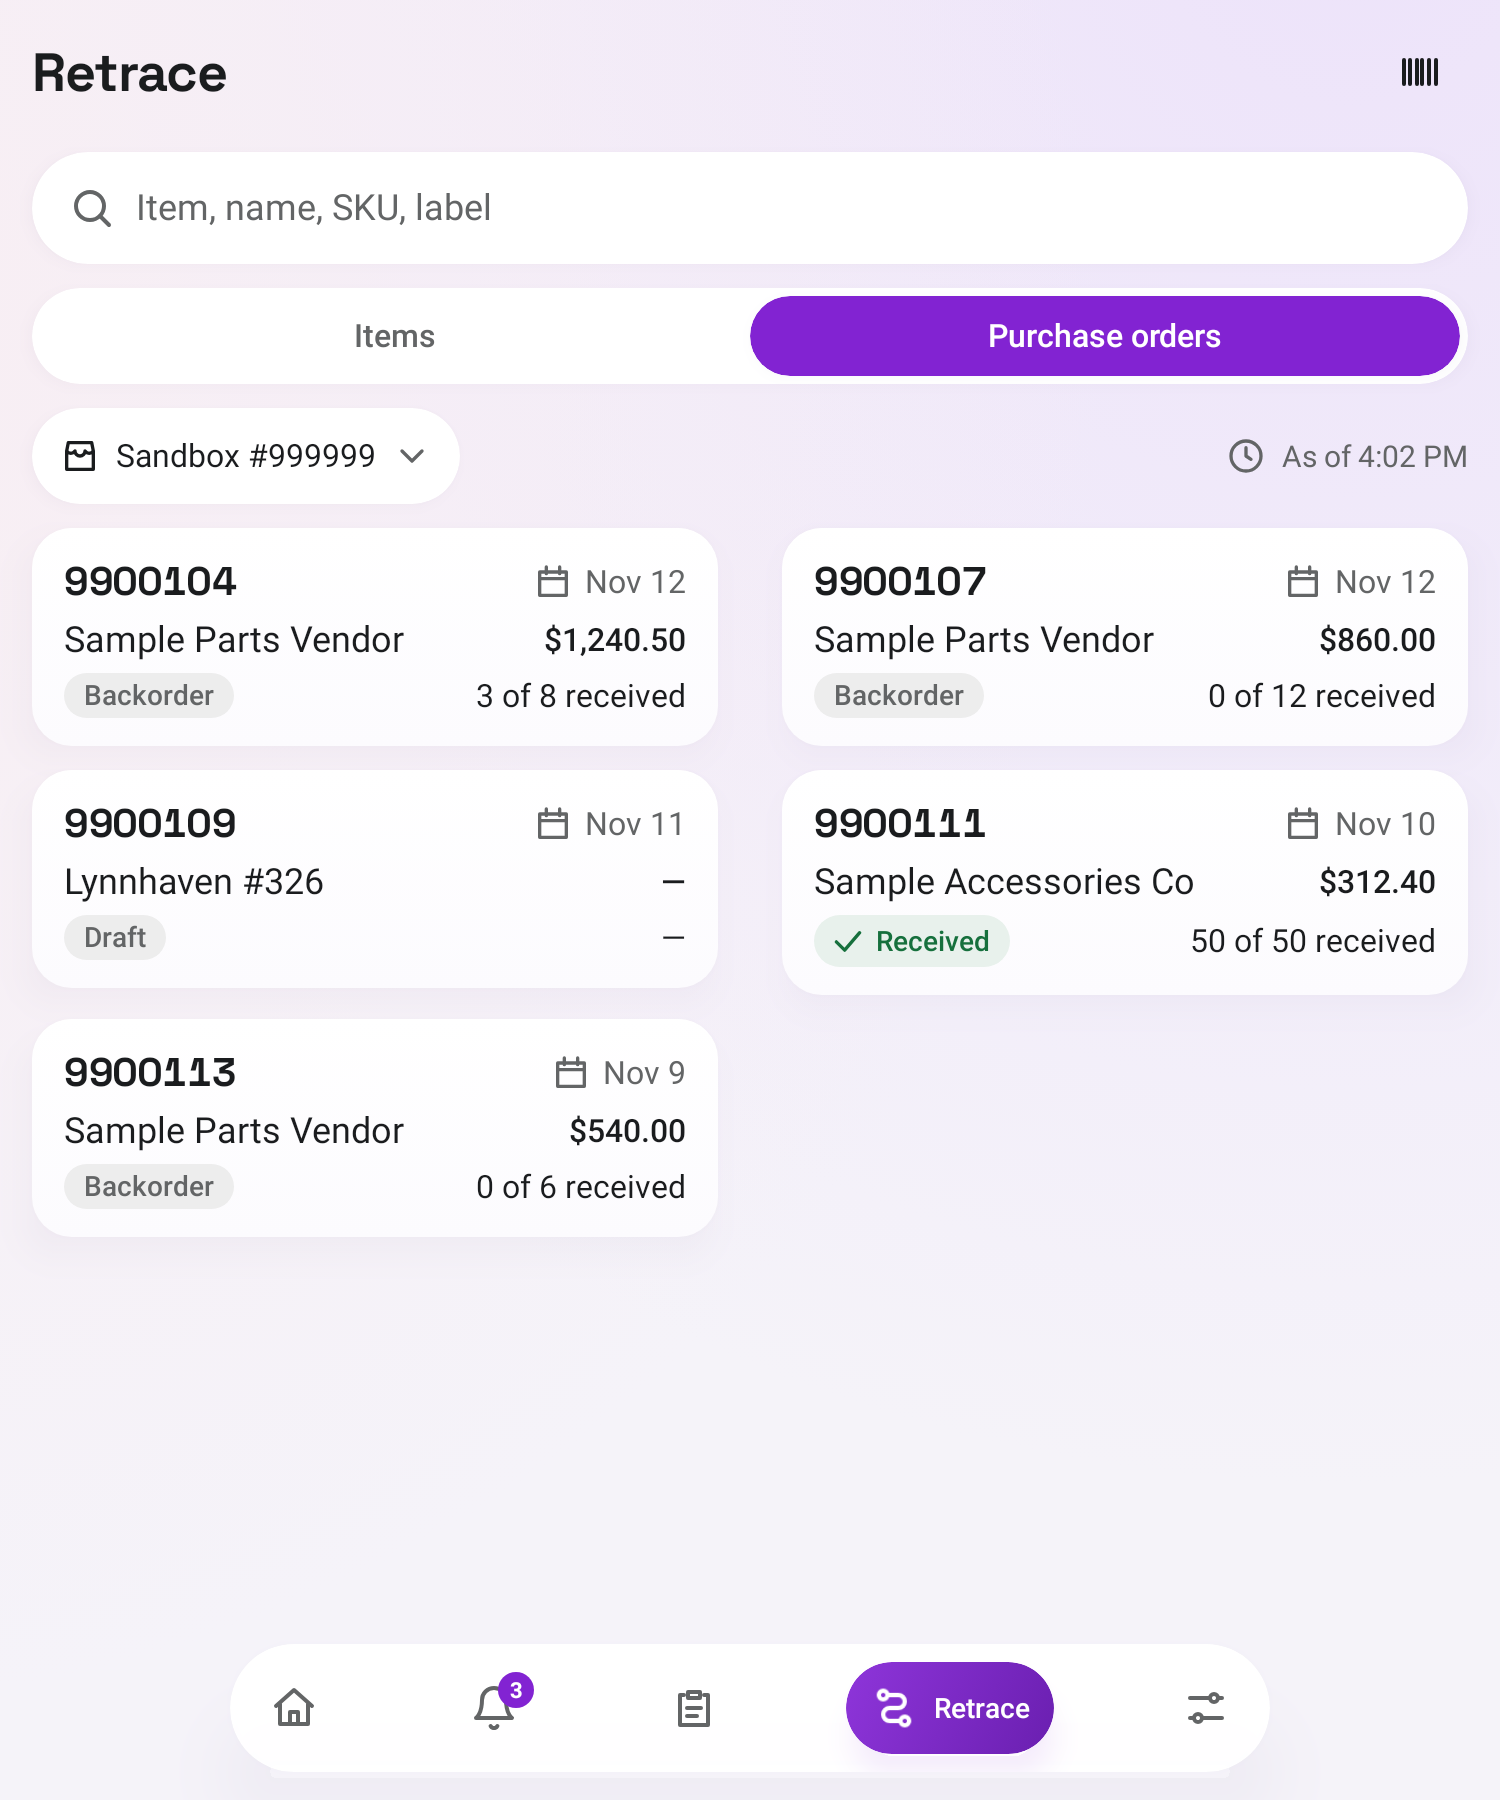 Retrace
Item, name, SKU, label
Items
Purchase orders
Sandbox #999999
As of 4:02 PM
9900104
Nov 12
Sample Parts Vendor
$1,240.50
Backorder
3 of 8 received
9900107
Nov 12
Sample Parts Vendor
$860.00
Backorder
0 of 12 received
9900109
Nov 11
Lynnhaven #326
—
Draft
—
9900111
Nov 10
Sample Accessories Co
$312.40
Received
50 of 50 received
9900113
Nov 9
Sample Parts Vendor
$540.00
Backorder
0 of 6 received
3
Retrace